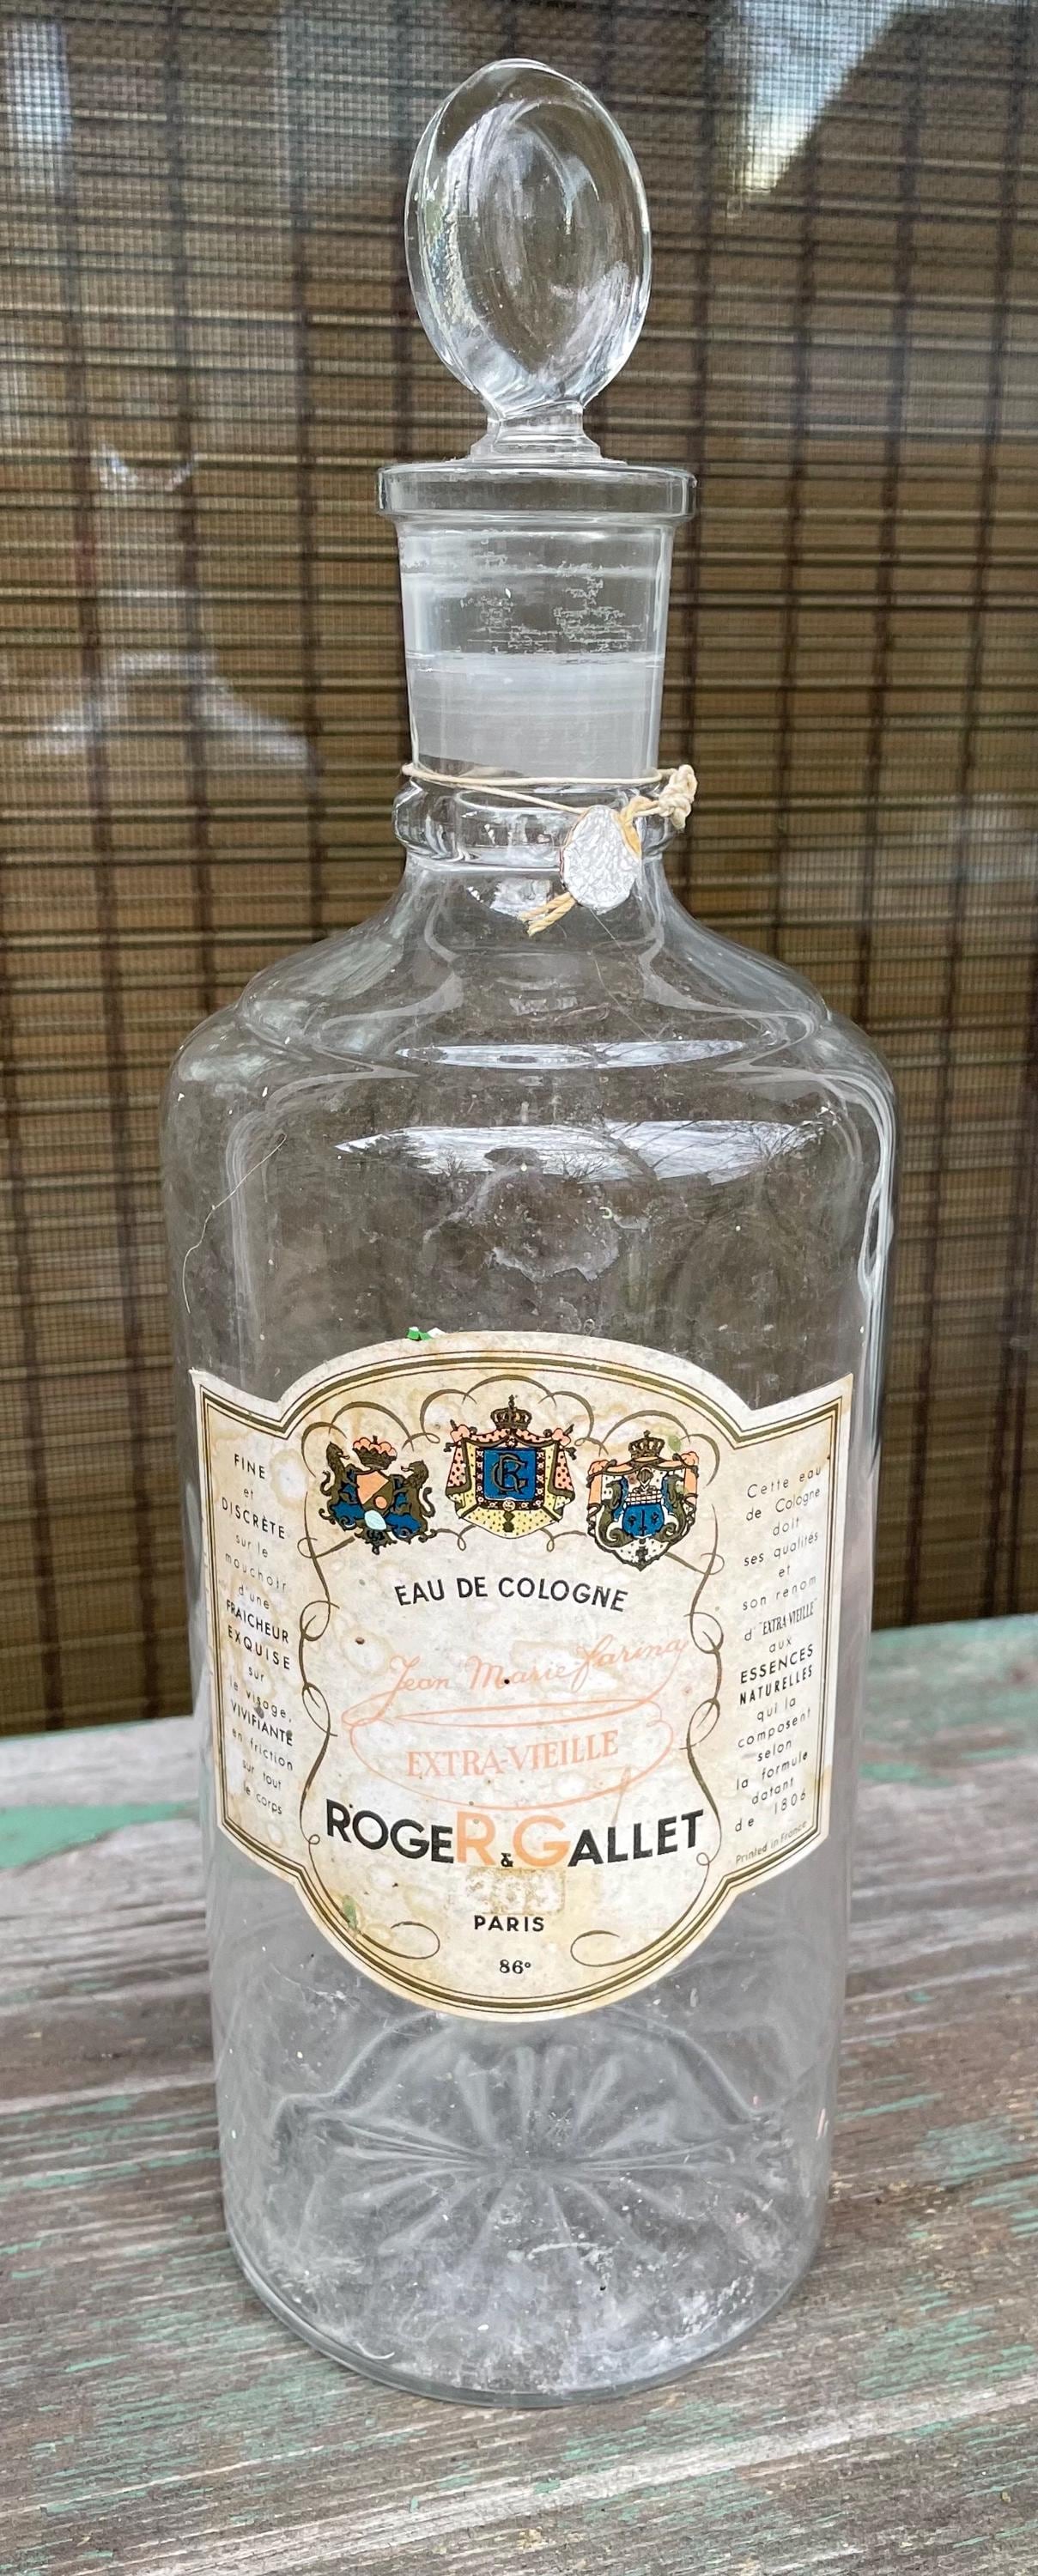 FINE
et
DISCRÈTE
sur le
mouchoir
d'une
FRAICHEUR
EXQUISE
sur
le visage,
VIVIFIANTE
en friction
sur tout
le corps
EAU DE COLOGNE
Jean Marie Farina
EXTRA-VIEILLE
ROGER & GALLET
PARIS
86°
Cette eau
de Cologne
doit
ses qualités
et
son renom
d'"EXTRA-VIEILLE"
aux
ESSENCES
NATURELLES
qui la
composent
selon
la formule
datant
de 1806
Printed in France